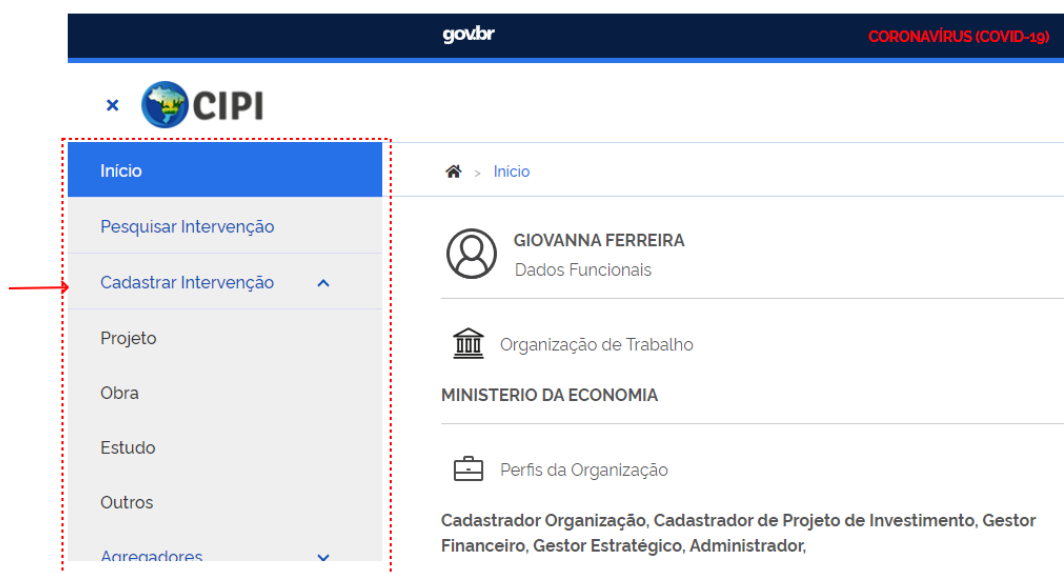 gov.br
CORONAVÍRUS (COVID-19)
× CIPI
Início
Pesquisar Intervenção
Cadastrar Intervenção
Projeto
Obra
Estudo
Outros
Agregadores
> Início
GIOVANNA FERREIRA
Dados Funcionais
Organização de Trabalho
MINISTERIO DA ECONOMIA
Perfis da Organização
Cadastrador Organização, Cadastrador de Projeto de Investimento, Gestor
Financeiro, Gestor Estratégico, Administrador,